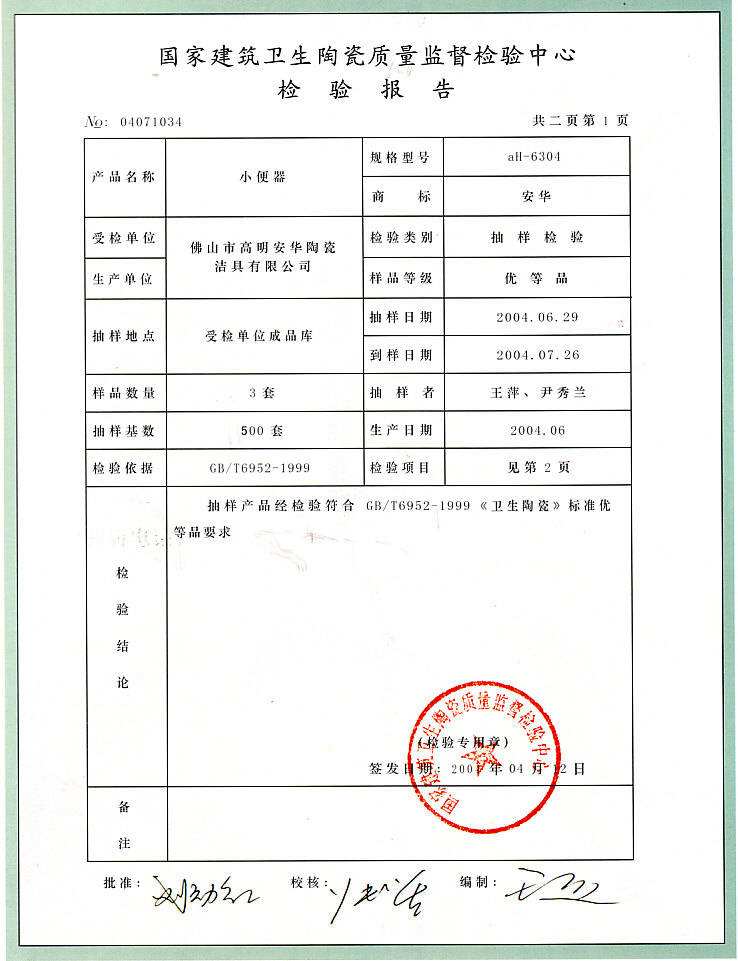 国家建筑卫生陶瓷质量监督检验中心
检验报告
No: 04071034
共二页第1页
产品名称 小便器 规格型号 aH-6304
商标 安华
受检单位 佛山市高明安华陶瓷洁具有限公司 检验类别 抽样检验
生产单位 样品等级 优等品
抽样地点 受检单位成品库 抽样日期 2004.06.29
到样日期 2004.07.26
样品数量 3套 抽样者 王萍、尹秀兰
抽样基数 500套 生产日期 2004.06
检验依据 GB/T6952-1999 检验项目 见第2页
检验结论
抽样产品经检验符合 GB/T6952-1999《卫生陶瓷》标准优
等品要求
国家建筑卫生陶瓷质量监督检验中心
(检验专用章)
签发日期: 年04月12日
备注
批准: 校核: 编制: